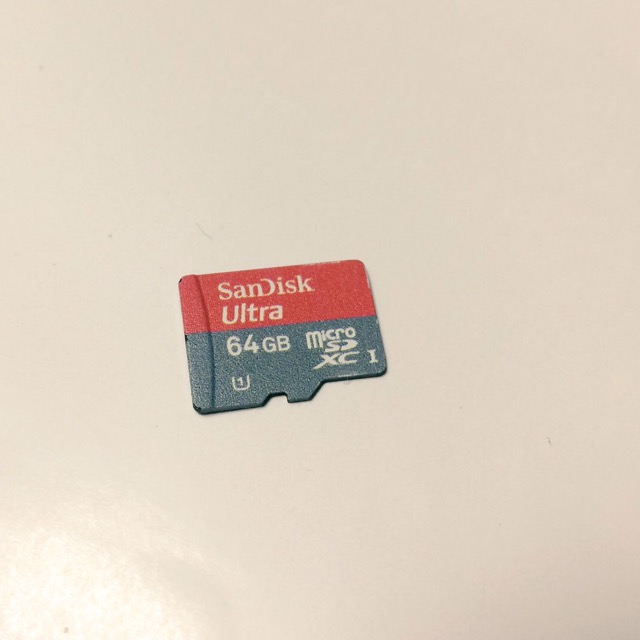 SanDisk
Ultra
64GB
micro
SD
XC I
1